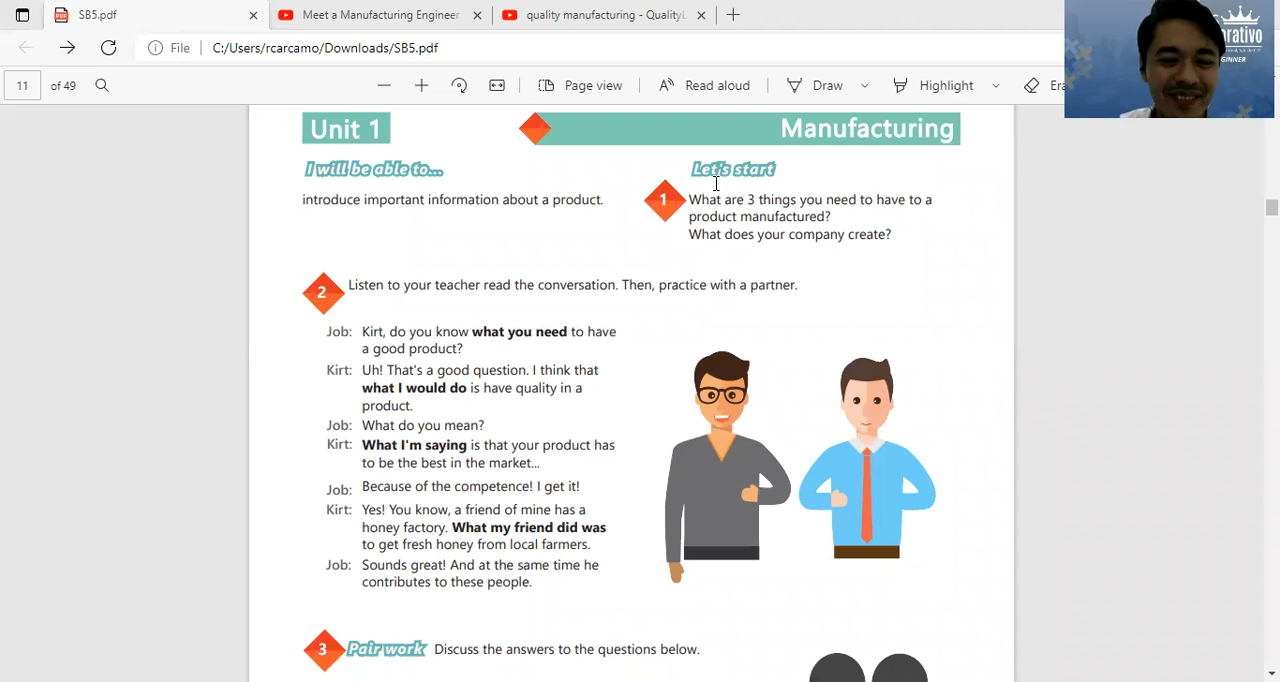 SB5.pdf
Meet a Manufacturing Engineer
quality manufacturing - QualityL
File
C:/Users/rcarcamo/Downloads/SB5.pdf
11
of 49
Page view
Read aloud
Draw
Highlight
Era
orativo
GINNER
Unit 1
Manufacturing
I will be able to...
Let's start
introduce important information about a product.
1
What are 3 things you need to have to a
product manufactured?
What does your company create?
2
Listen to your teacher read the conversation. Then, practice with a partner.
Job: Kirt, do you know what you need to have
a good product?
Kirt: Uh! That's a good question. I think that
what I would do is have quality in a
product.
Job: What do you mean?
Kirt: What I'm saying is that your product has
to be the best in the market...
Job: Because of the competence! I get it!
Kirt: Yes! You know, a friend of mine has a
honey factory. What my friend did was
to get fresh honey from local farmers.
Job: Sounds great! And at the same time he
contributes to these people.
3
Pair work Discuss the answers to the questions below.